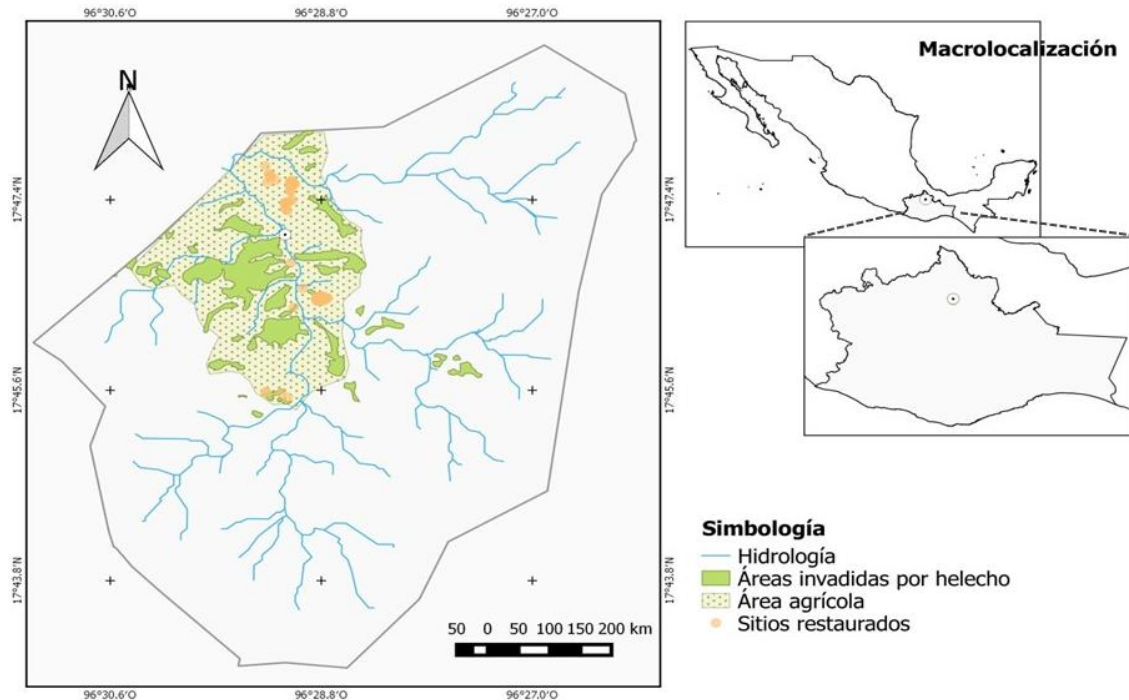 96°30.6'O 96°28.8'O 96°27.0'O
N
17°47.4'N 17°47.4'N
17°45.6'N 17°45.6'N
17°43.8'N 17°43.8'N
50 0 50 100 150 200 km
96°30.6'O 96°28.8'O 96°27.0'O
Macrolocalización
Simbología
Hidrología
Áreas invadidas por helecho
Área agrícola
Sitios restaurados